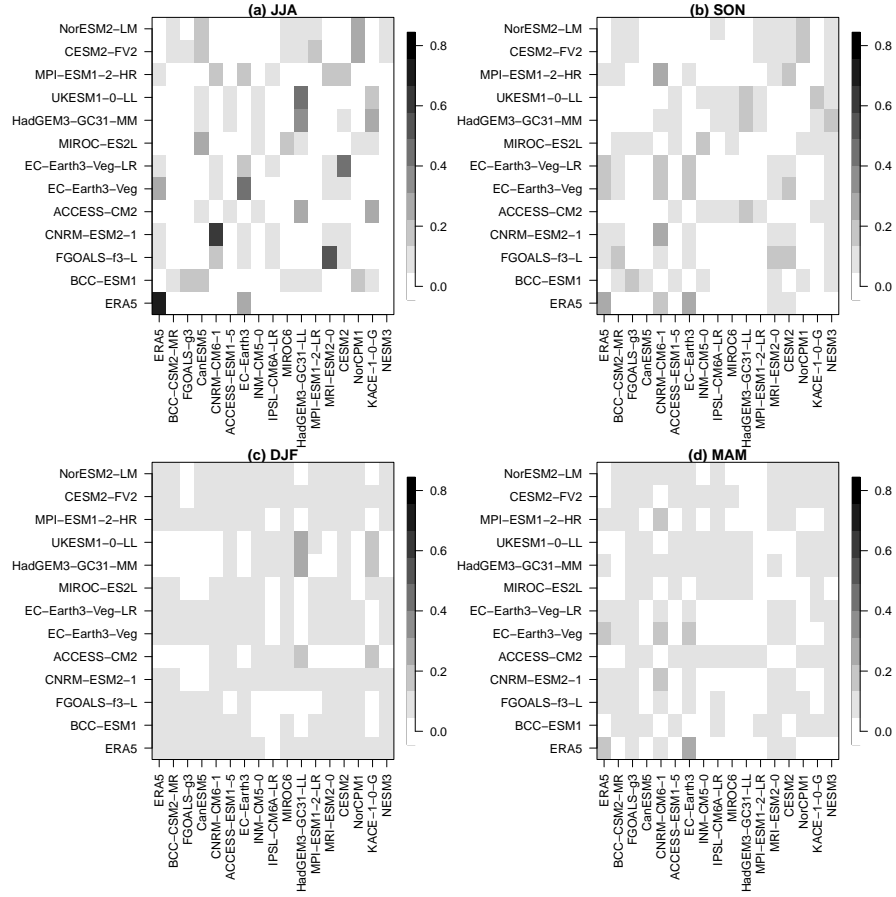 (a) JJA
NorESM2−LM
CESM2−FV2
MPI−ESM1−2−HR
UKESM1−0−LL
HadGEM3−GC31−MM
MIROC−ES2L
EC−Earth3−Veg−LR
EC−Earth3−Veg
ACCESS−CM2
CNRM−ESM2−1
FGOALS−f3−L
BCC−ESM1
ERA5
ERA5
BCC−CSM2−MR
FGOALS−g3
CanESM5
CNRM−CM6−1
ACCESS−ESM1−5
EC−Earth3
INM−CM5−0
IPSL−CM6A−LR
MIROC6
HadGEM3−GC31−LL
MPI−ESM1−2−LR
MRI−ESM2−0
CESM2
NorCPM1
KACE−1−0−G
NESM3
0.8
0.6
0.4
0.2
0.0
(b) SON
NorESM2−LM
CESM2−FV2
MPI−ESM1−2−HR
UKESM1−0−LL
HadGEM3−GC31−MM
MIROC−ES2L
EC−Earth3−Veg−LR
EC−Earth3−Veg
ACCESS−CM2
CNRM−ESM2−1
FGOALS−f3−L
BCC−ESM1
ERA5
ERA5
BCC−CSM2−MR
FGOALS−g3
CanESM5
CNRM−CM6−1
ACCESS−ESM1−5
EC−Earth3
INM−CM5−0
IPSL−CM6A−LR
MIROC6
HadGEM3−GC31−LL
MPI−ESM1−2−LR
MRI−ESM2−0
CESM2
NorCPM1
KACE−1−0−G
NESM3
0.8
0.6
0.4
0.2
0.0
(c) DJF
NorESM2−LM
CESM2−FV2
MPI−ESM1−2−HR
UKESM1−0−LL
HadGEM3−GC31−MM
MIROC−ES2L
EC−Earth3−Veg−LR
EC−Earth3−Veg
ACCESS−CM2
CNRM−ESM2−1
FGOALS−f3−L
BCC−ESM1
ERA5
ERA5
BCC−CSM2−MR
FGOALS−g3
CanESM5
CNRM−CM6−1
ACCESS−ESM1−5
EC−Earth3
INM−CM5−0
IPSL−CM6A−LR
MIROC6
HadGEM3−GC31−LL
MPI−ESM1−2−LR
MRI−ESM2−0
CESM2
NorCPM1
KACE−1−0−G
NESM3
0.8
0.6
0.4
0.2
0.0
(d) MAM
NorESM2−LM
CESM2−FV2
MPI−ESM1−2−HR
UKESM1−0−LL
HadGEM3−GC31−MM
MIROC−ES2L
EC−Earth3−Veg−LR
EC−Earth3−Veg
ACCESS−CM2
CNRM−ESM2−1
FGOALS−f3−L
BCC−ESM1
ERA5
ERA5
BCC−CSM2−MR
FGOALS−g3
CanESM5
CNRM−CM6−1
ACCESS−ESM1−5
EC−Earth3
INM−CM5−0
IPSL−CM6A−LR
MIROC6
HadGEM3−GC31−LL
MPI−ESM1−2−LR
MRI−ESM2−0
CESM2
NorCPM1
KACE−1−0−G
NESM3
0.8
0.6
0.4
0.2
0.0